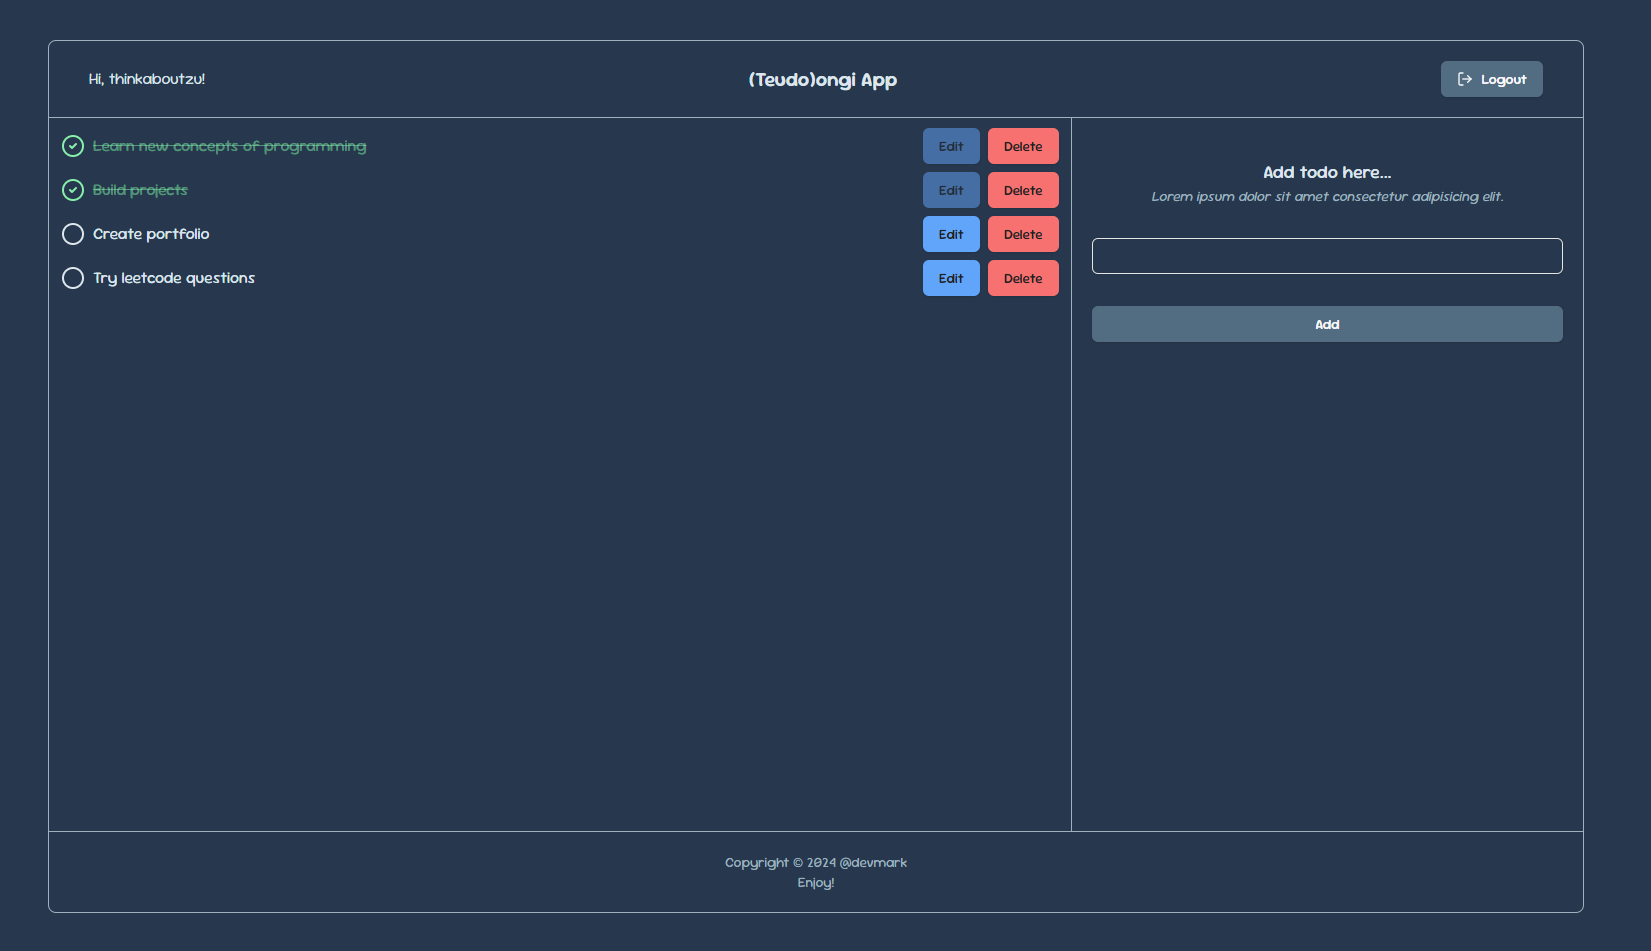 Hi, thinkaboutzu!
(Teudo)ongi App
Logout
Learn new concepts of programming
Edit
Delete
Build projects
Edit
Delete
Create portfolio
Edit
Delete
Try leetcode questions
Edit
Delete
Add todo here...
Lorem ipsum dolor sit amet consectetur adipisicing elit.
Add
Copyright © 2024 @devmark
Enjoy!